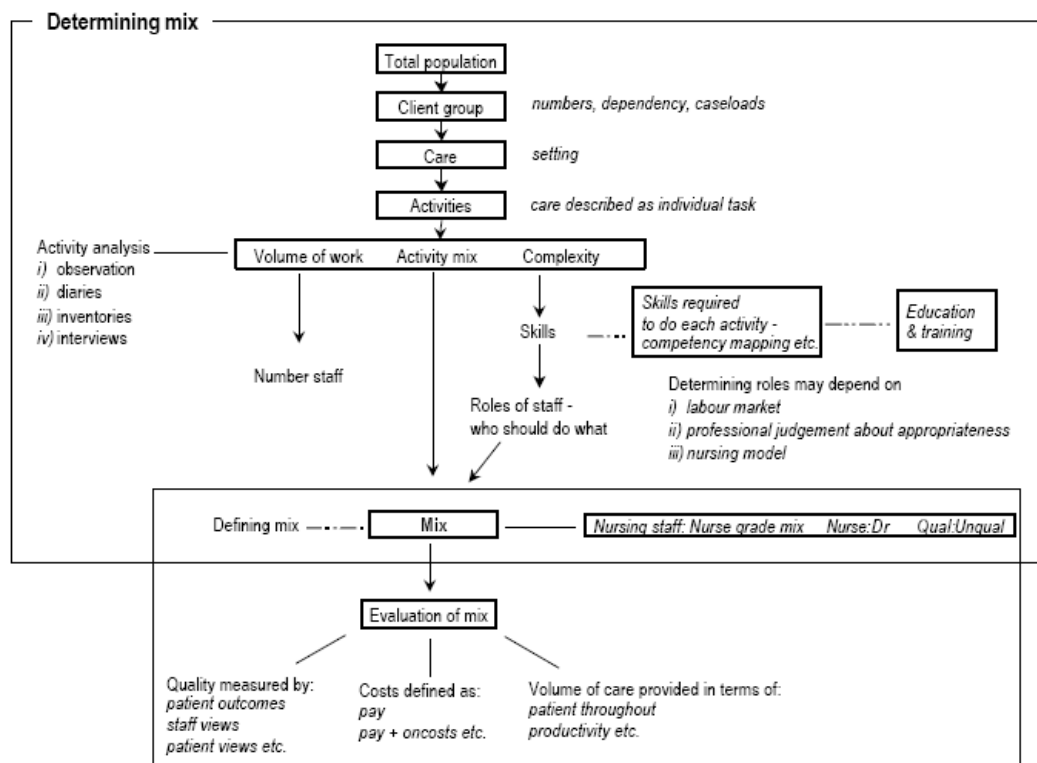 Determining mix
Total population
Client group
numbers, dependency, caseloads
Care
setting
Activities
care described as individual task
Activity analysis
i) observation
ii) diaries
iii) inventories
iv) interviews
Volume of work Activity mix Complexity
Number staff
Skills
Skills required
to do each activity -
competency mapping etc.
Education
& training
Roles of staff -
who should do what
Determining roles may depend on
i) labour market
ii) professional judgement about appropriateness
iii) nursing model
Defining mix
Mix
Nursing staff: Nurse grade mix Nurse:Dr Qual:Unqual
Evaluation of mix
Quality measured by:
patient outcomes
staff views
patient views etc.
Costs defined as:
pay
pay + oncosts etc.
Volume of care provided in terms of:
patient throughout
productivity etc.